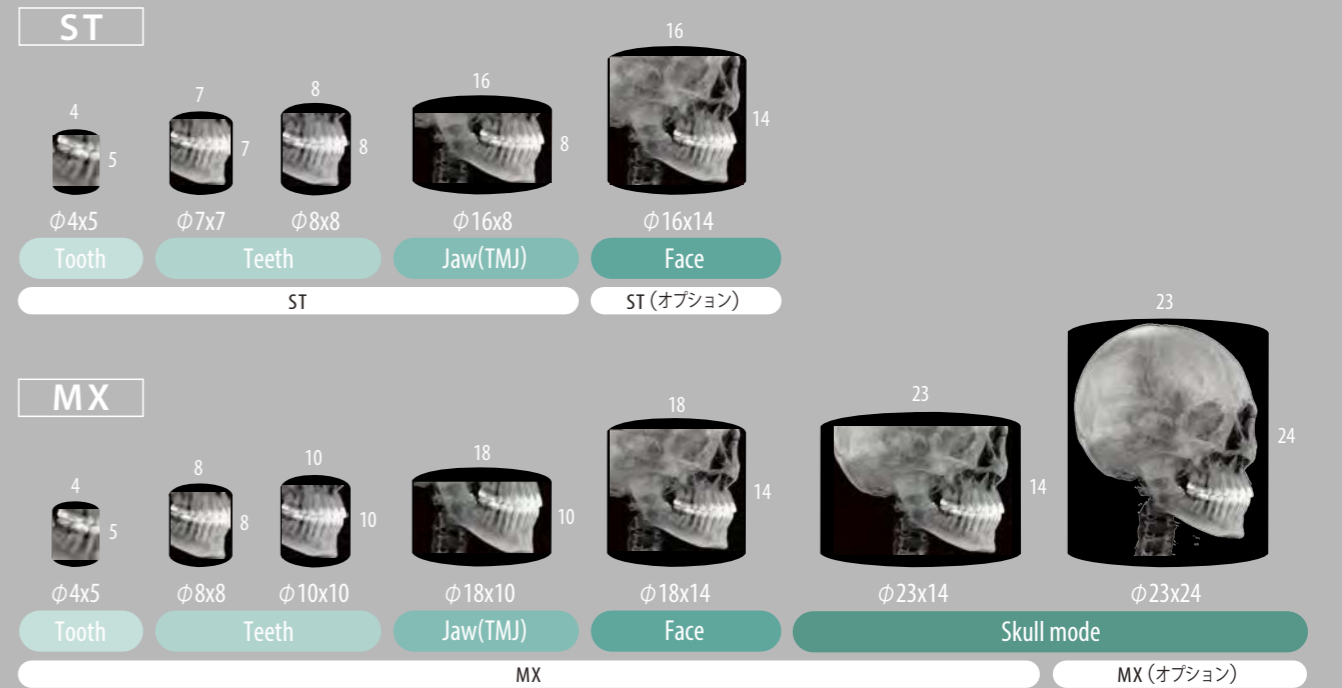 ST
4
5
7
7
8
8
16
8
16
14
Φ4x5
Φ7x7
Φ8x8
Φ16x8
Φ16x14
Tooth
Teeth
Jaw(TMJ)
Face
ST
ST（オプション）
MX
4
5
8
8
10
10
18
10
18
14
23
14
23
24
Φ4x5
Φ8x8
Φ10x10
Φ18x10
Φ18x14
Φ23x14
Φ23x24
Tooth
Teeth
Jaw(TMJ)
Face
Skull mode
MX
MX（オプション）